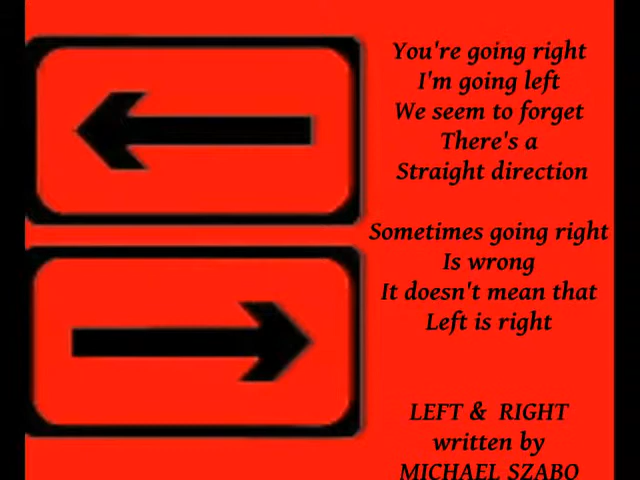 You're going right
I'm going left
We seem to forget
There's a
Straight direction
Sometimes going right
Is wrong
It doesn't mean that
Left is right
LEFT & RIGHT
written by
MICHAEL SZABO